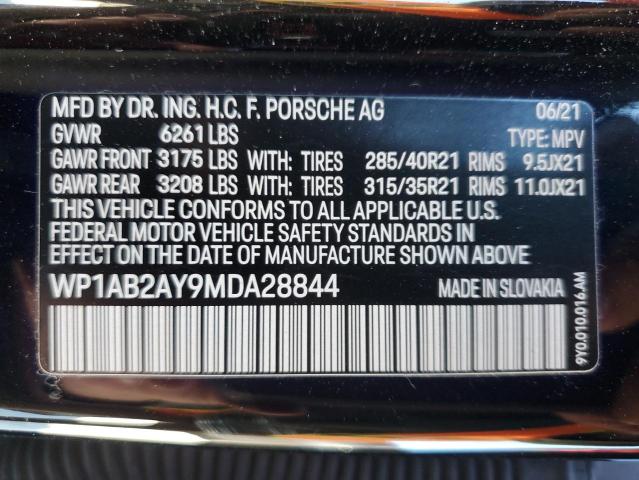 MFD BY DR. ING. H.C. F. PORSCHE AG 06/21
GVWR 6261 LBS TYPE: MPV
GAWR FRONT 3175 LBS WITH: TIRES 285/40R21 RIMS 9.5JX21
GAWR REAR 3208 LBS WITH: TIRES 315/35R21 RIMS 11.0JX21
THIS VEHICLE CONFORMS TO ALL APPLICABLE U.S.
FEDERAL MOTOR VEHICLE SAFETY STANDARDS IN
EFFECT ON THE DATE OF MANUFACTURE SHOWN ABOVE
WP1AB2AY9MDA28844 MADE IN SLOVAKIA
9Y0.010.016.AM